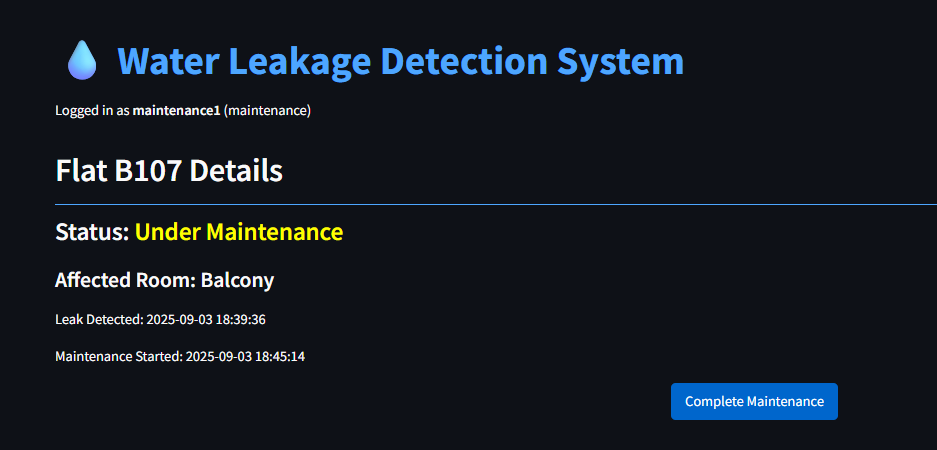 Water Leakage Detection System
Logged in as maintenance1 (maintenance)
Flat B107 Details
Status: Under Maintenance
Affected Room: Balcony
Leak Detected: 2025-09-03 18:39:36
Maintenance Started: 2025-09-03 18:45:14
Complete Maintenance